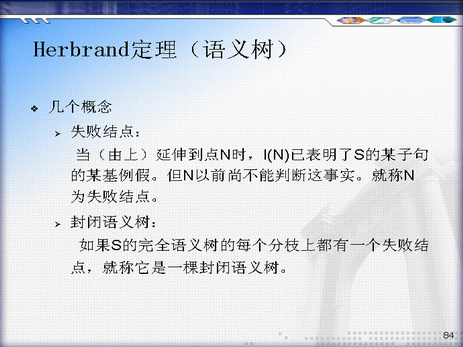 Herbrand定理（语义树）
❖ 几个概念
➢ 失败结点：
当（由上）延伸到点N时，I(N)已表明了S的某子句
的某基例假。但N以前尚不能判断这事实。就称N
为失败结点。
➢ 封闭语义树：
如果S的完全语义树的每个分枝上都有一个失败结
点，就称它是一棵封闭语义树。
84